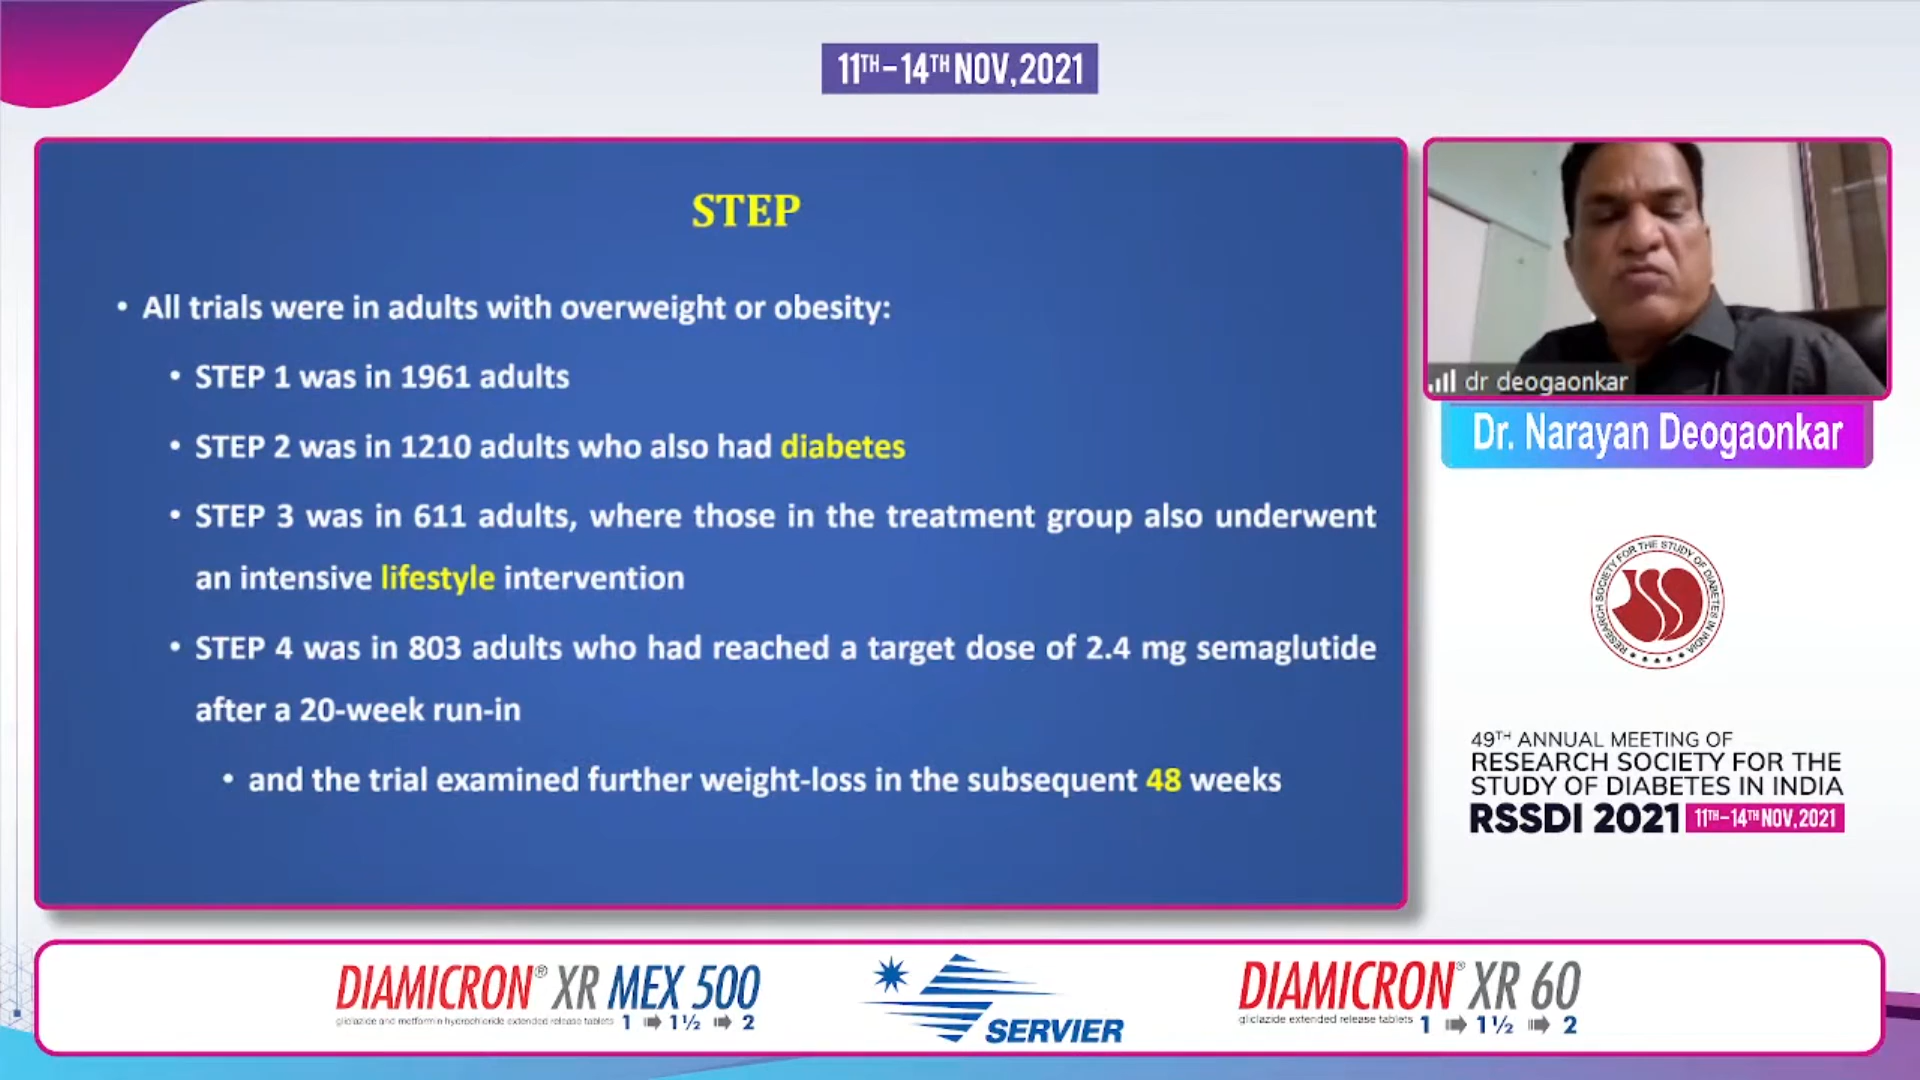 11TH-14TH NOV, 2021
STEP
• All trials were in adults with overweight or obesity:
• STEP 1 was in 1961 adults
• STEP 2 was in 1210 adults who also had diabetes
• STEP 3 was in 611 adults, where those in the treatment group also underwent
an intensive lifestyle intervention
• STEP 4 was in 803 adults who had reached a target dose of 2.4 mg semaglutide
after a 20-week run-in
• and the trial examined further weight-loss in the subsequent 48 weeks
dr deogaonkar
Dr. Narayan Deogaonkar
RESEARCH SOCIETY FOR THE STUDY OF DIABETES IN INDIA
49TH ANNUAL MEETING OF
RESEARCH SOCIETY FOR THE
STUDY OF DIABETES IN INDIA
RSSDI 2021 11TH-14TH NOV, 2021
DIAMICRON® XR MEX 500
gliclazide and metformin hydrochloride extended release tablets 1 ➡ 1½ ➡ 2
SERVIER
DIAMICRON® XR 60
gliclazide extended release tablets 1 ➡ 1½ ➡ 2